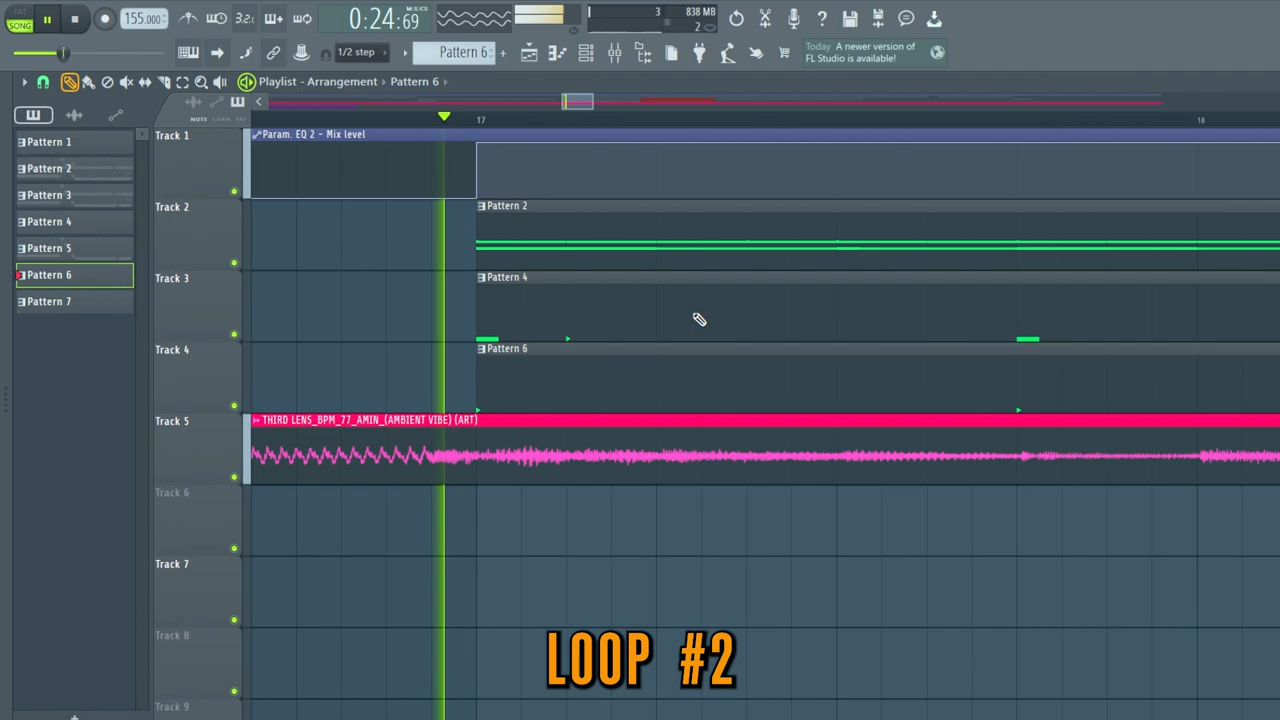 SONG
155.000
3.2
0:24:69
M:S:CS
3
838 MB
2
1/2 step
Pattern 6
Today A newer version of
FL Studio is available!
Playlist - Arrangement › Pattern 6 ›
NOTE CHAN PAT
17
18
Pattern 1
Pattern 2
Pattern 3
Pattern 4
Pattern 5
Pattern 6
Pattern 7
Track 1
Param. EQ 2 - Mix level
Track 2
Pattern 2
Track 3
Pattern 4
Track 4
Pattern 6
Track 5
THIRD LENS_BPM_77_AMIN_(AMBIENT VIBE) (ART)
Track 6
Track 7
Track 8
Track 9
LOOP #2